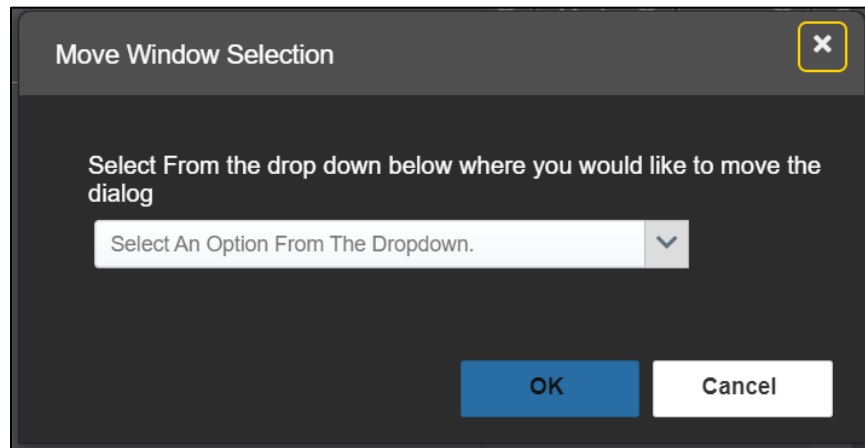 Move Window Selection
Select From the drop down below where you would like to move the
dialog
Select An Option From The Dropdown.
OK
Cancel